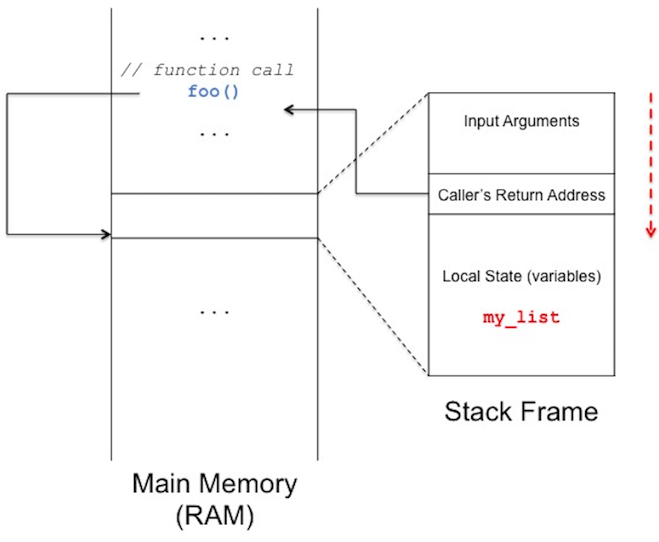 ...
// function call
foo()
...
...
Main Memory
(RAM)
Input Arguments
Caller's Return Address
Local State (variables)
my_list
Stack Frame